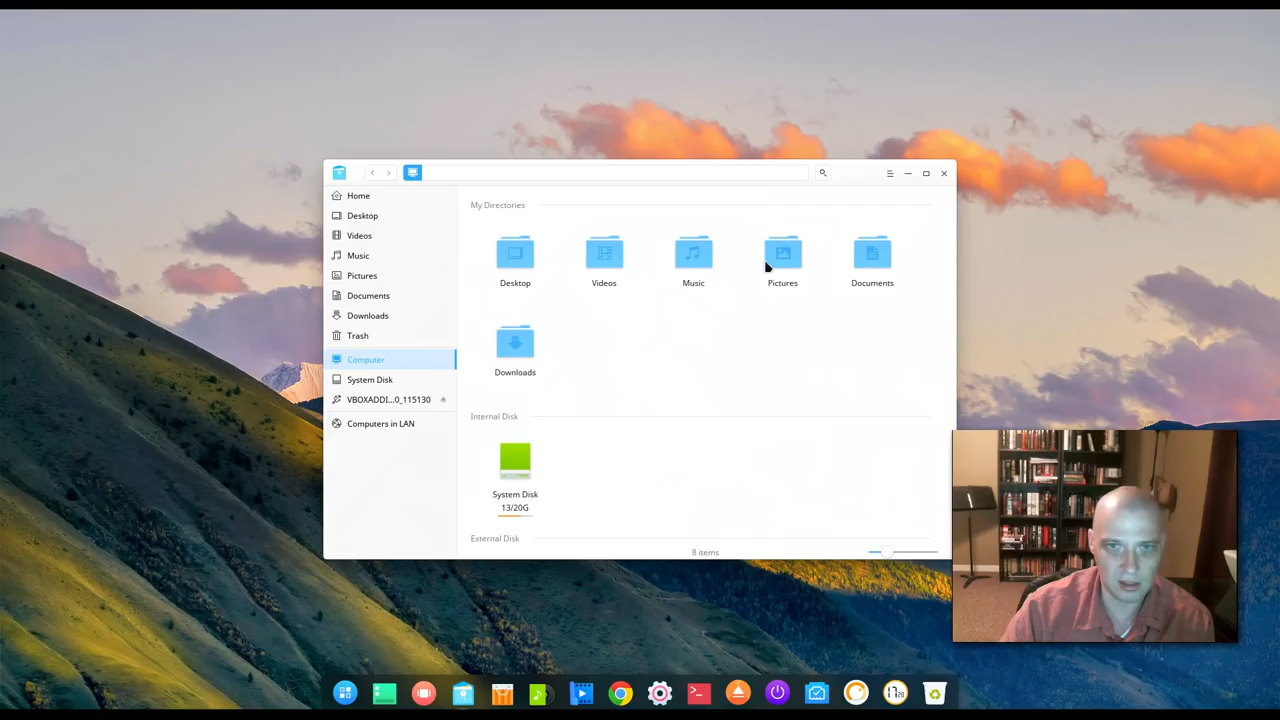 Home
Desktop
Videos
Music
Pictures
Documents
Downloads
Trash
Computer
System Disk
VBOXADDI...0_115130
Computers in LAN
My Directories
Desktop
Videos
Music
Pictures
Documents
Downloads
Internal Disk
System Disk
13/20G
External Disk
8 items